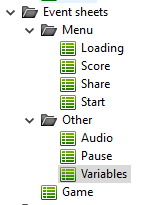 Event sheets
Menu
Loading
Score
Share
Start
Other
Audio
Pause
Variables
Game